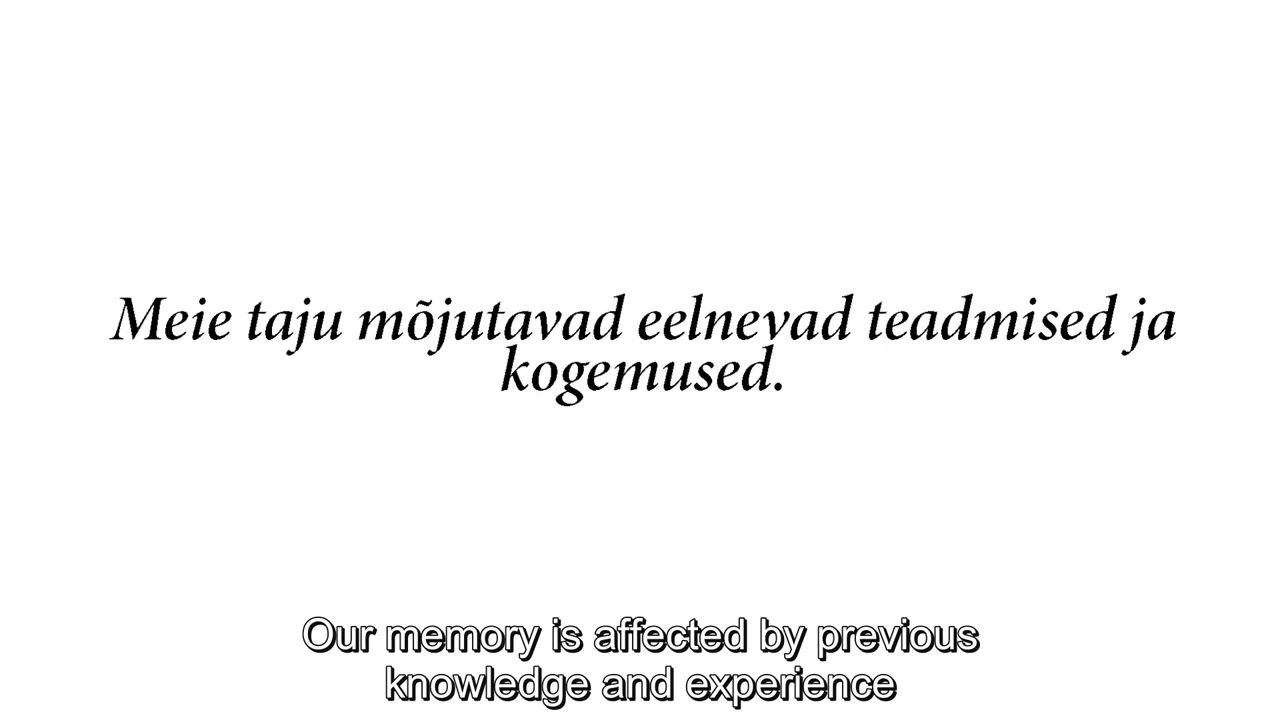 Meie taju mõjutavad eelnevad teadmised ja
kogemused.
Our memory is affected by previous
knowledge and experience